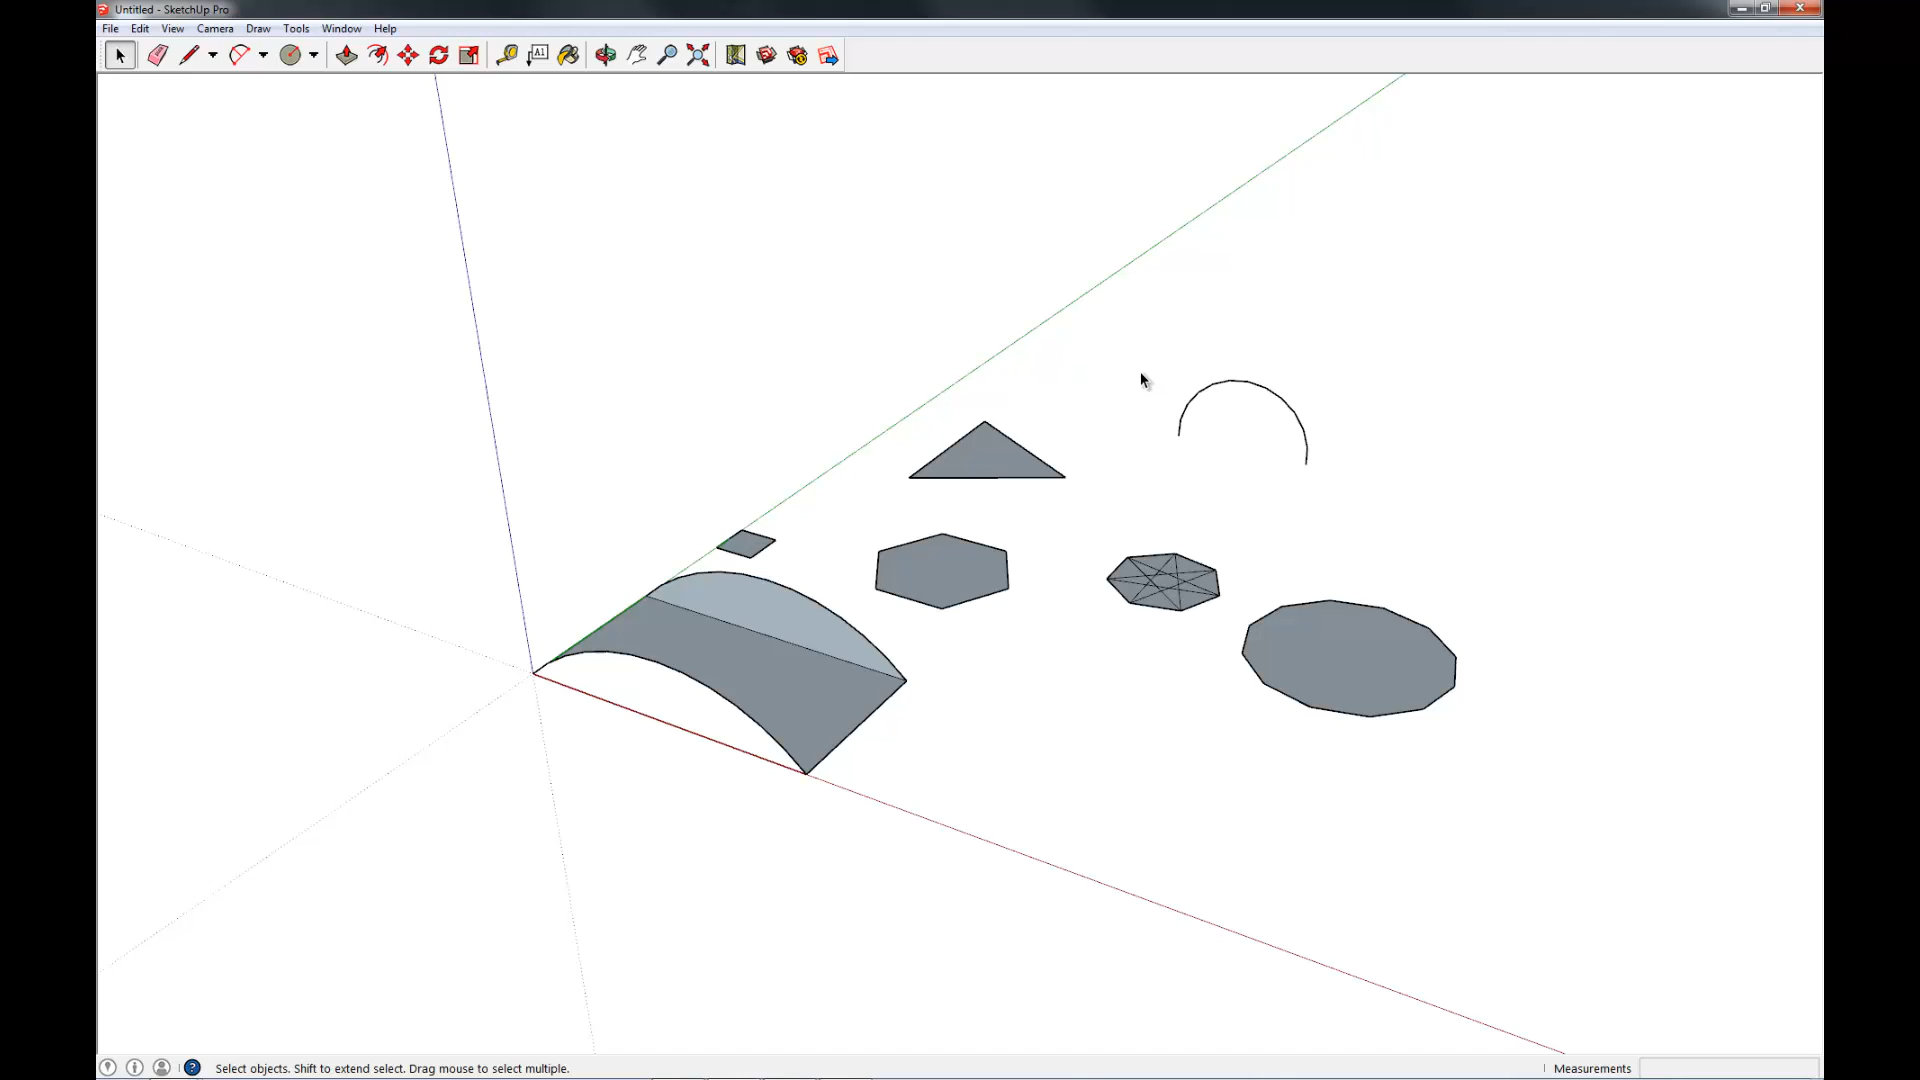 Untitled - SketchUp Pro
File Edit View Camera Draw Tools Window Help
A1
Select objects. Shift to extend select. Drag mouse to select multiple.
Measurements